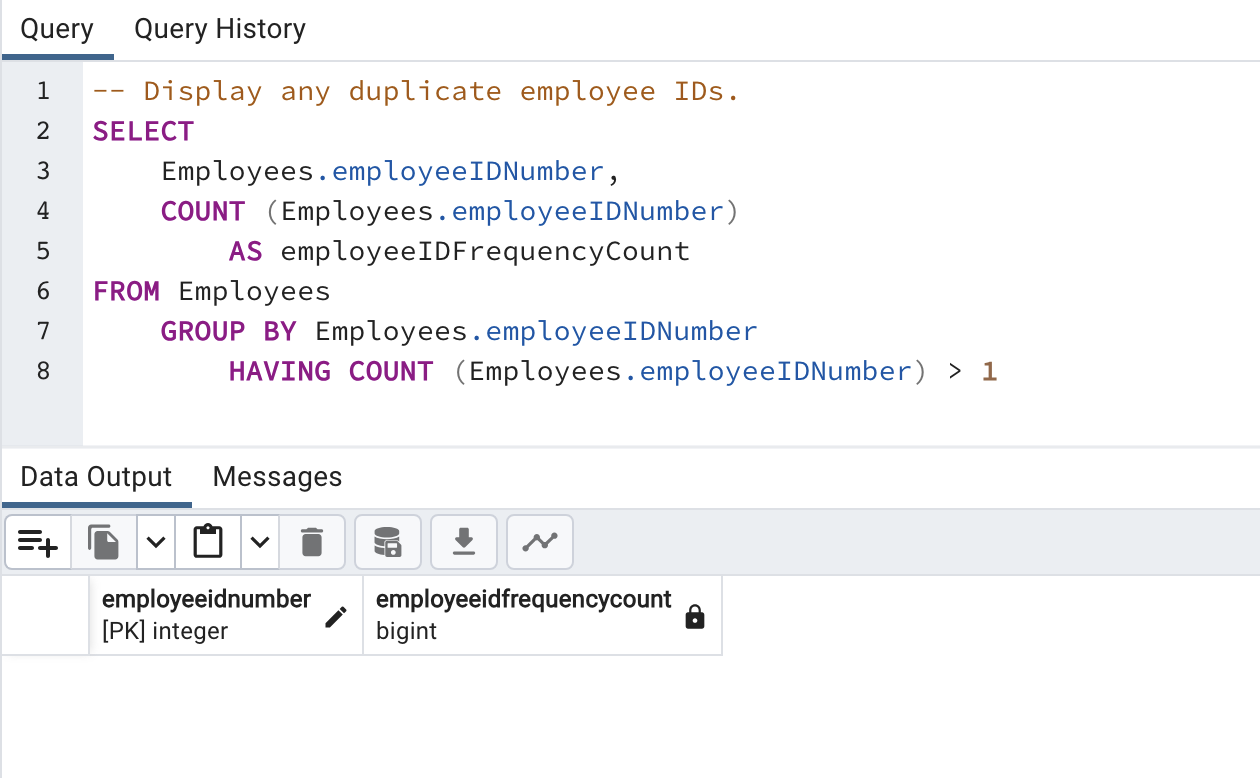 Query Query History
1 -- Display any duplicate employee IDs.
2 SELECT
3 Employees.employeeIDNumber,
4 COUNT (Employees.employeeIDNumber)
5 AS employeeIDFrequencyCount
6 FROM Employees
7 GROUP BY Employees.employeeIDNumber
8 HAVING COUNT (Employees.employeeIDNumber) > 1
Data Output Messages
employeeidnumber employeeidfrequencycount
[PK] integer bigint